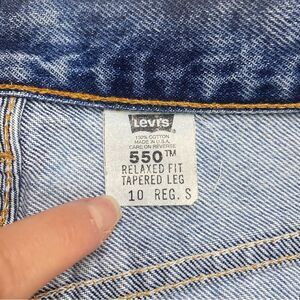 Levi's
100% COTTON
MADE IN U.S.A.
CARE ON REVERSE
550™
RELAXED FIT
TAPERED LEG
10 REG. S